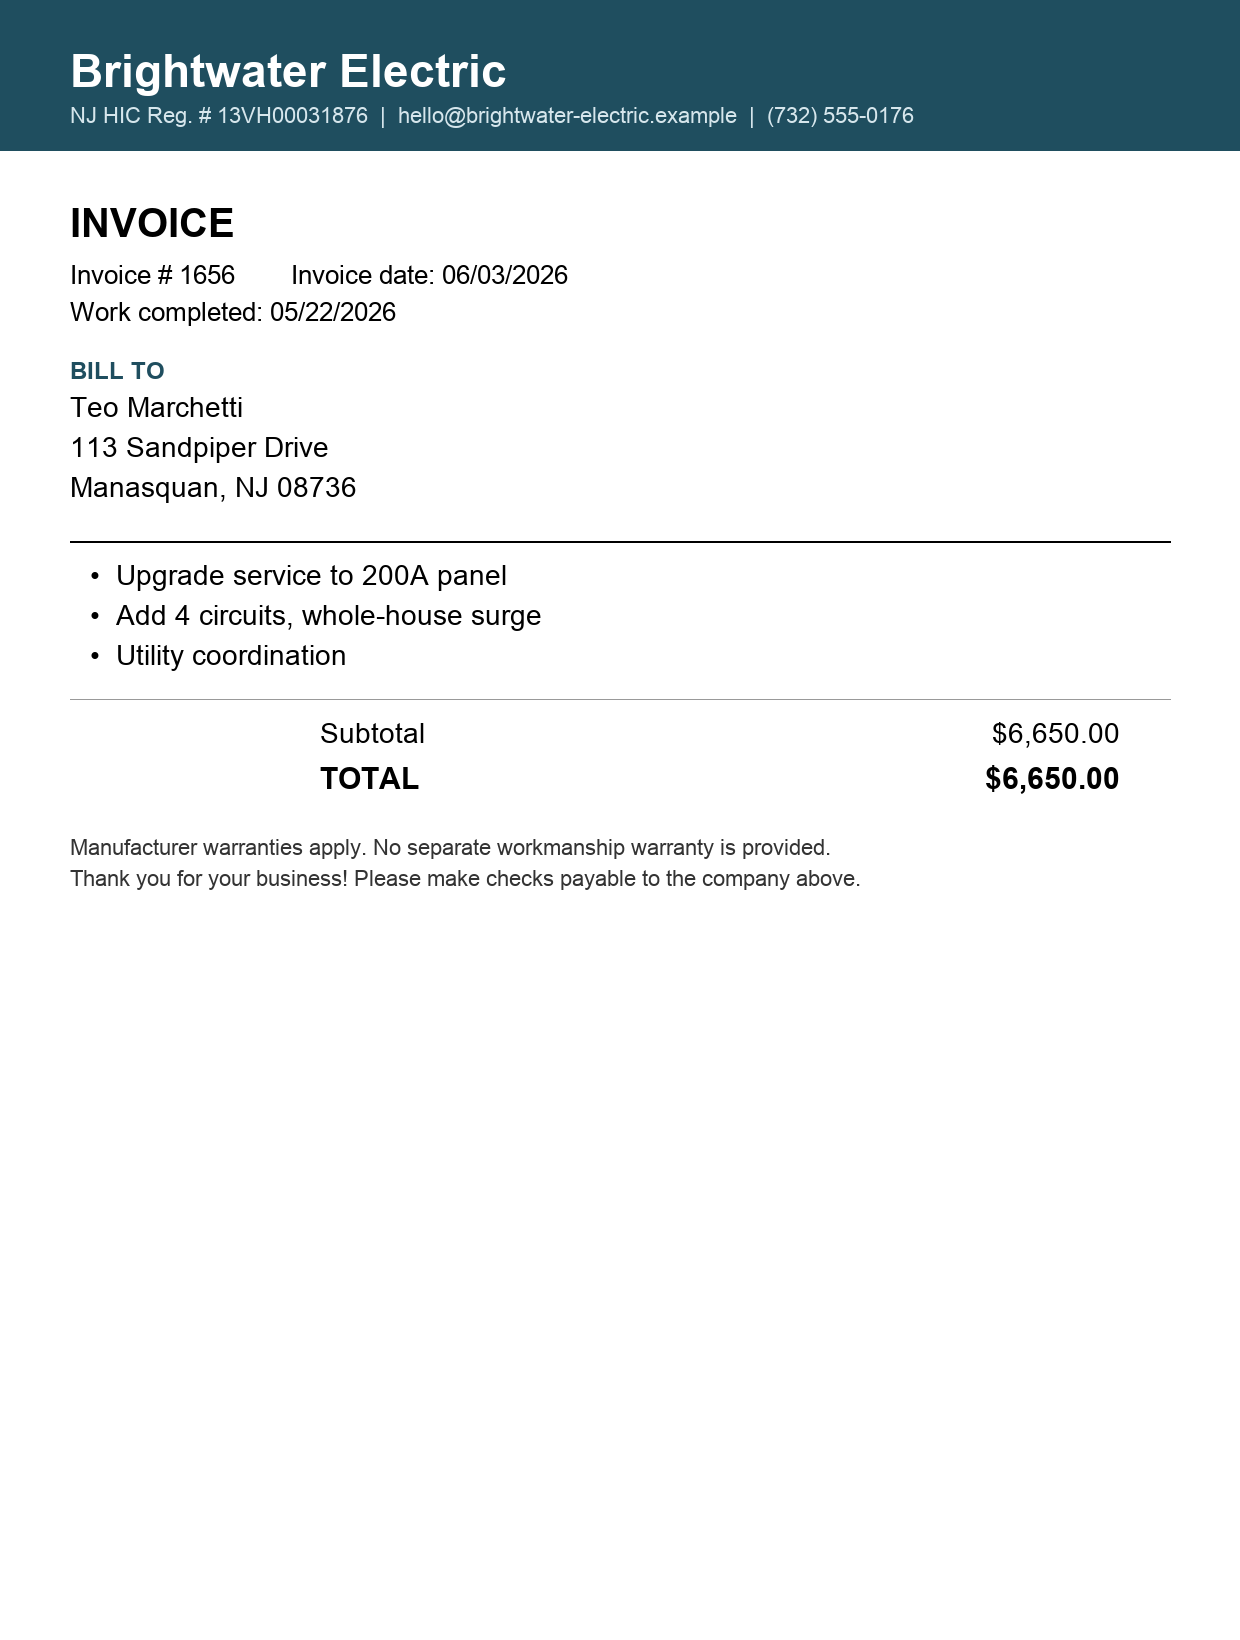 Brightwater Electric
NJ HIC Reg. # 13VH00031876 | hello@brightwater-electric.example | (732) 555-0176
INVOICE
Invoice # 1656 Invoice date: 06/03/2026
Work completed: 05/22/2026
BILL TO
Teo Marchetti
113 Sandpiper Drive
Manasquan, NJ 08736
• Upgrade service to 200A panel
• Add 4 circuits, whole-house surge
• Utility coordination
Subtotal $6,650.00
TOTAL $6,650.00
Manufacturer warranties apply. No separate workmanship warranty is provided.
Thank you for your business! Please make checks payable to the company above.